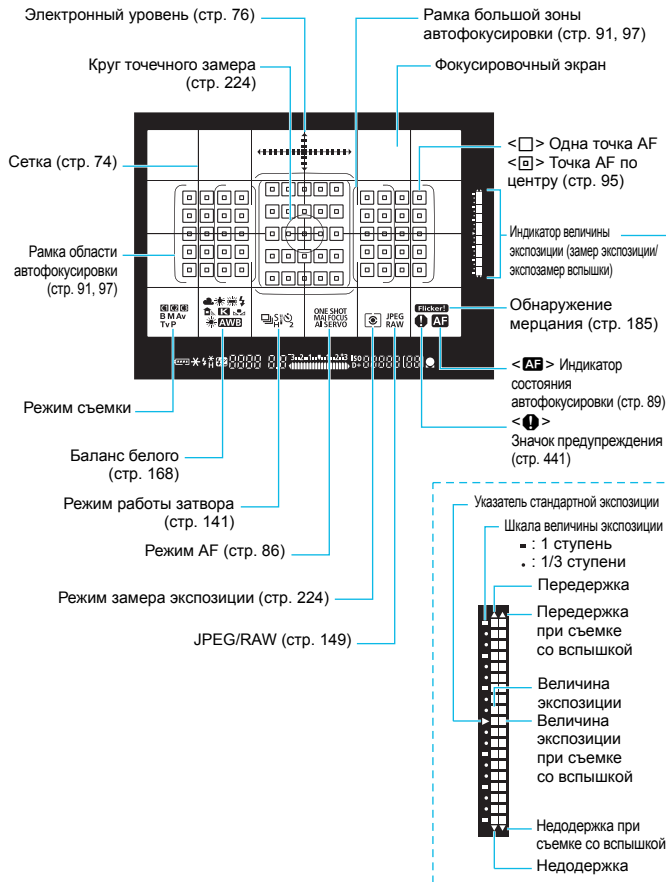 Электронный уровень (стр. 76)
Рамка большой зоны
автофокусировки (стр. 91, 97)
Круг точечного замера
(стр. 224)
Фокусировочный экран
Сетка (стр. 74)
<□> Одна точка AF
<⊡> Точка AF по
центру (стр. 95)
Индикатор величины
экспозиции (замер экспозиции/
экспозамер вспышки)
Рамка области
автофокусировки
(стр. 91, 97)
B M Av
Tv P
K
AWB
ONE SHOT
MAI FOCUS
AI SERVO
JPEG
RAW
Flicker!
AF
Обнаружение
мерцания (стр. 185)
<AF> Индикатор
состояния
автофокусировки (стр. 89)
<!>
Значок предупреждения
(стр. 441)
Режим съемки
Баланс белого
(стр. 168)
Режим работы затвора
(стр. 141)
Режим AF (стр. 86)
Режим замера экспозиции (стр. 224)
JPEG/RAW (стр. 149)
Указатель стандартной экспозиции
Шкала величины экспозиции
: 1 ступень
: 1/3 ступени
Передержка
Передержка
при съемке
со вспышкой
Величина
экспозиции
Величина
экспозиции
при съемке
со вспышкой
Недодержка при
съемке со вспышкой
Недодержка